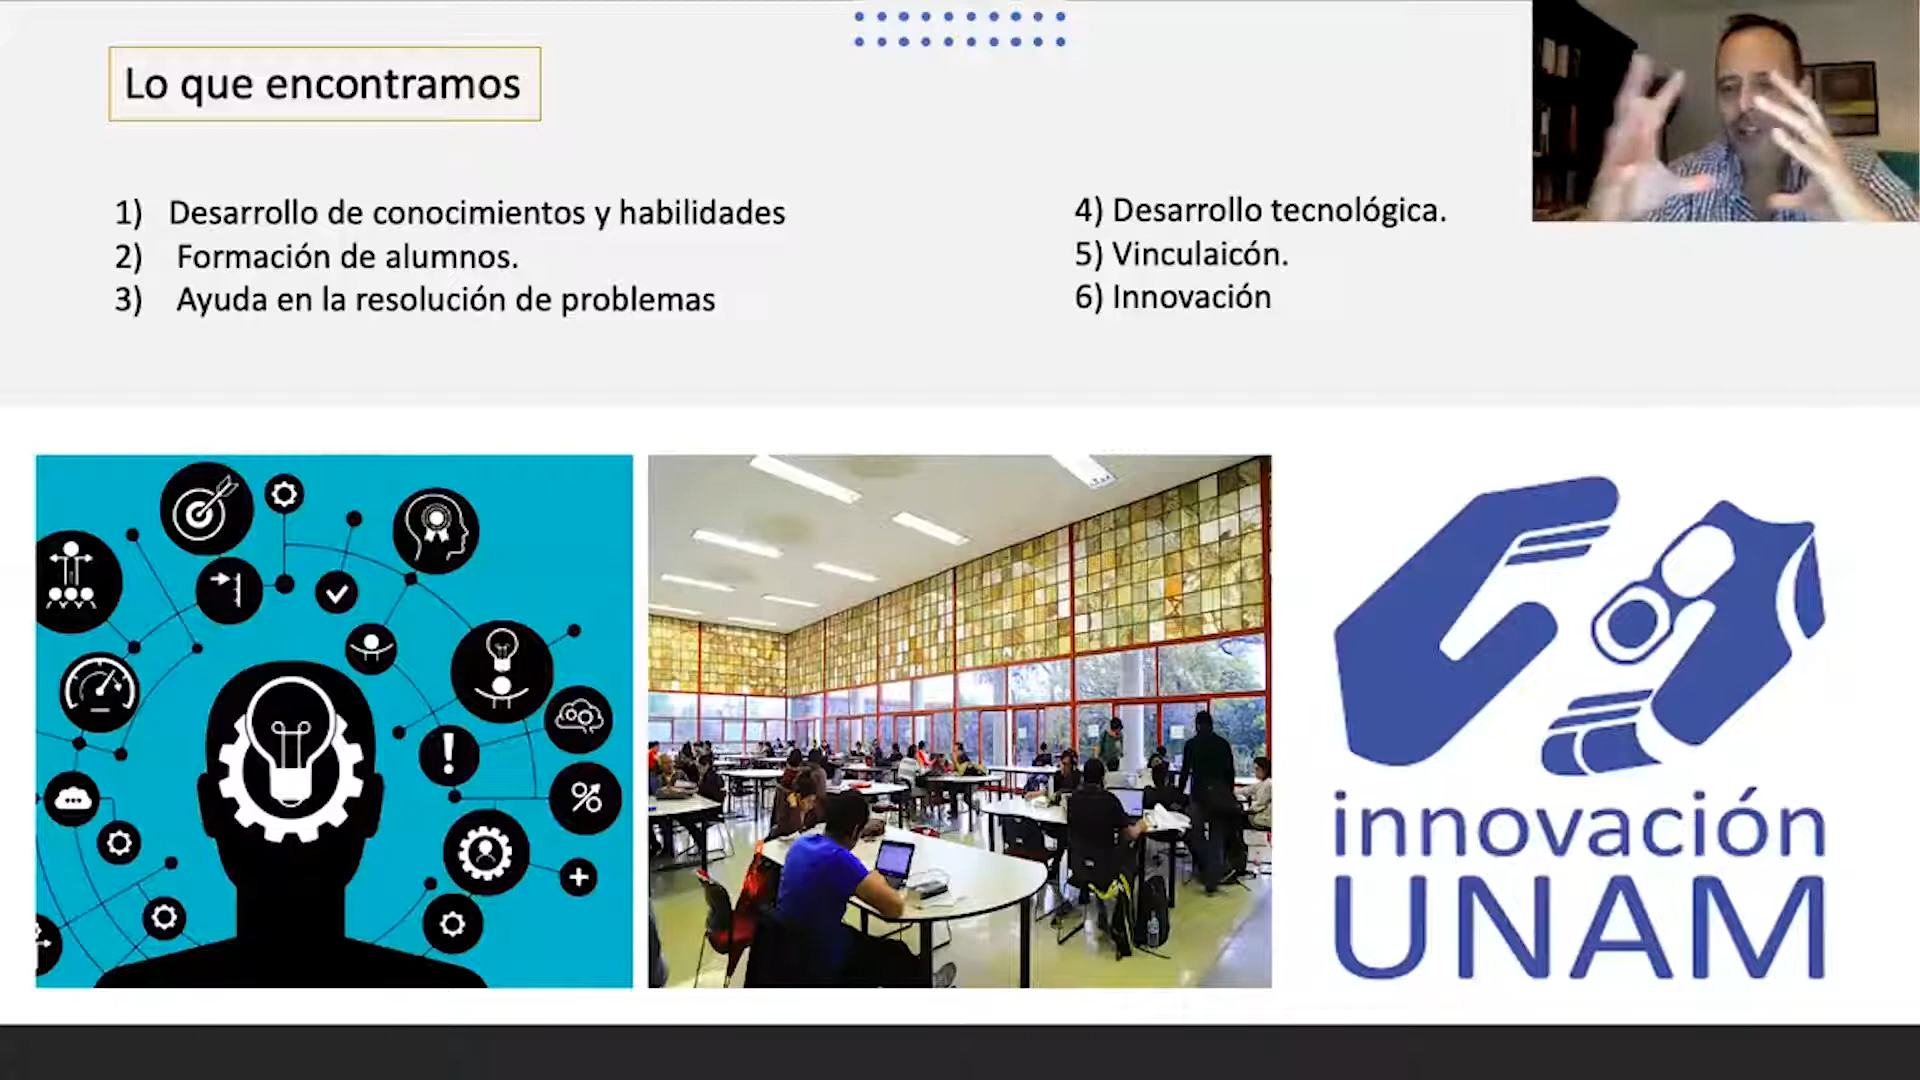 Lo que encontramos
1) Desarrollo de conocimientos y habilidades
2) Formación de alumnos.
3) Ayuda en la resolución de problemas
4) Desarrollo tecnológica.
5) Vinculaicón.
6) Innovación
innovación
UNAM